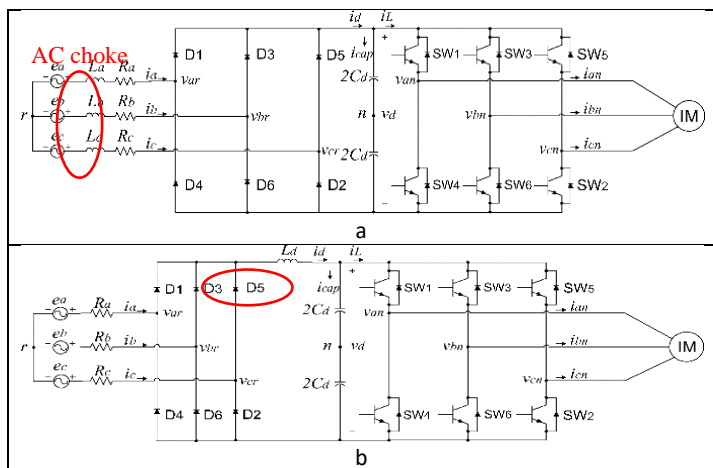 id iL
AC choke D1 D3 D5 icap SW1 SW3 SW5
ea La Ra ia var 2Cd van ian
r eb Lb Rb ib vbr n vd vbn ibn IM
ec Lc Rc ic vcr 2Cd vcn icn
D4 D6 D2 SW4 SW6 SW2
a
Ld id iL
D1 D3 D5 icap SW1 SW3 SW5
ea Ra ia var 2Cd van ian
r eb Rb ib vbr n vd vbn ibn IM
ec Rc ic vcr 2Cd vcn icn
D4 D6 D2 SW4 SW6 SW2
b